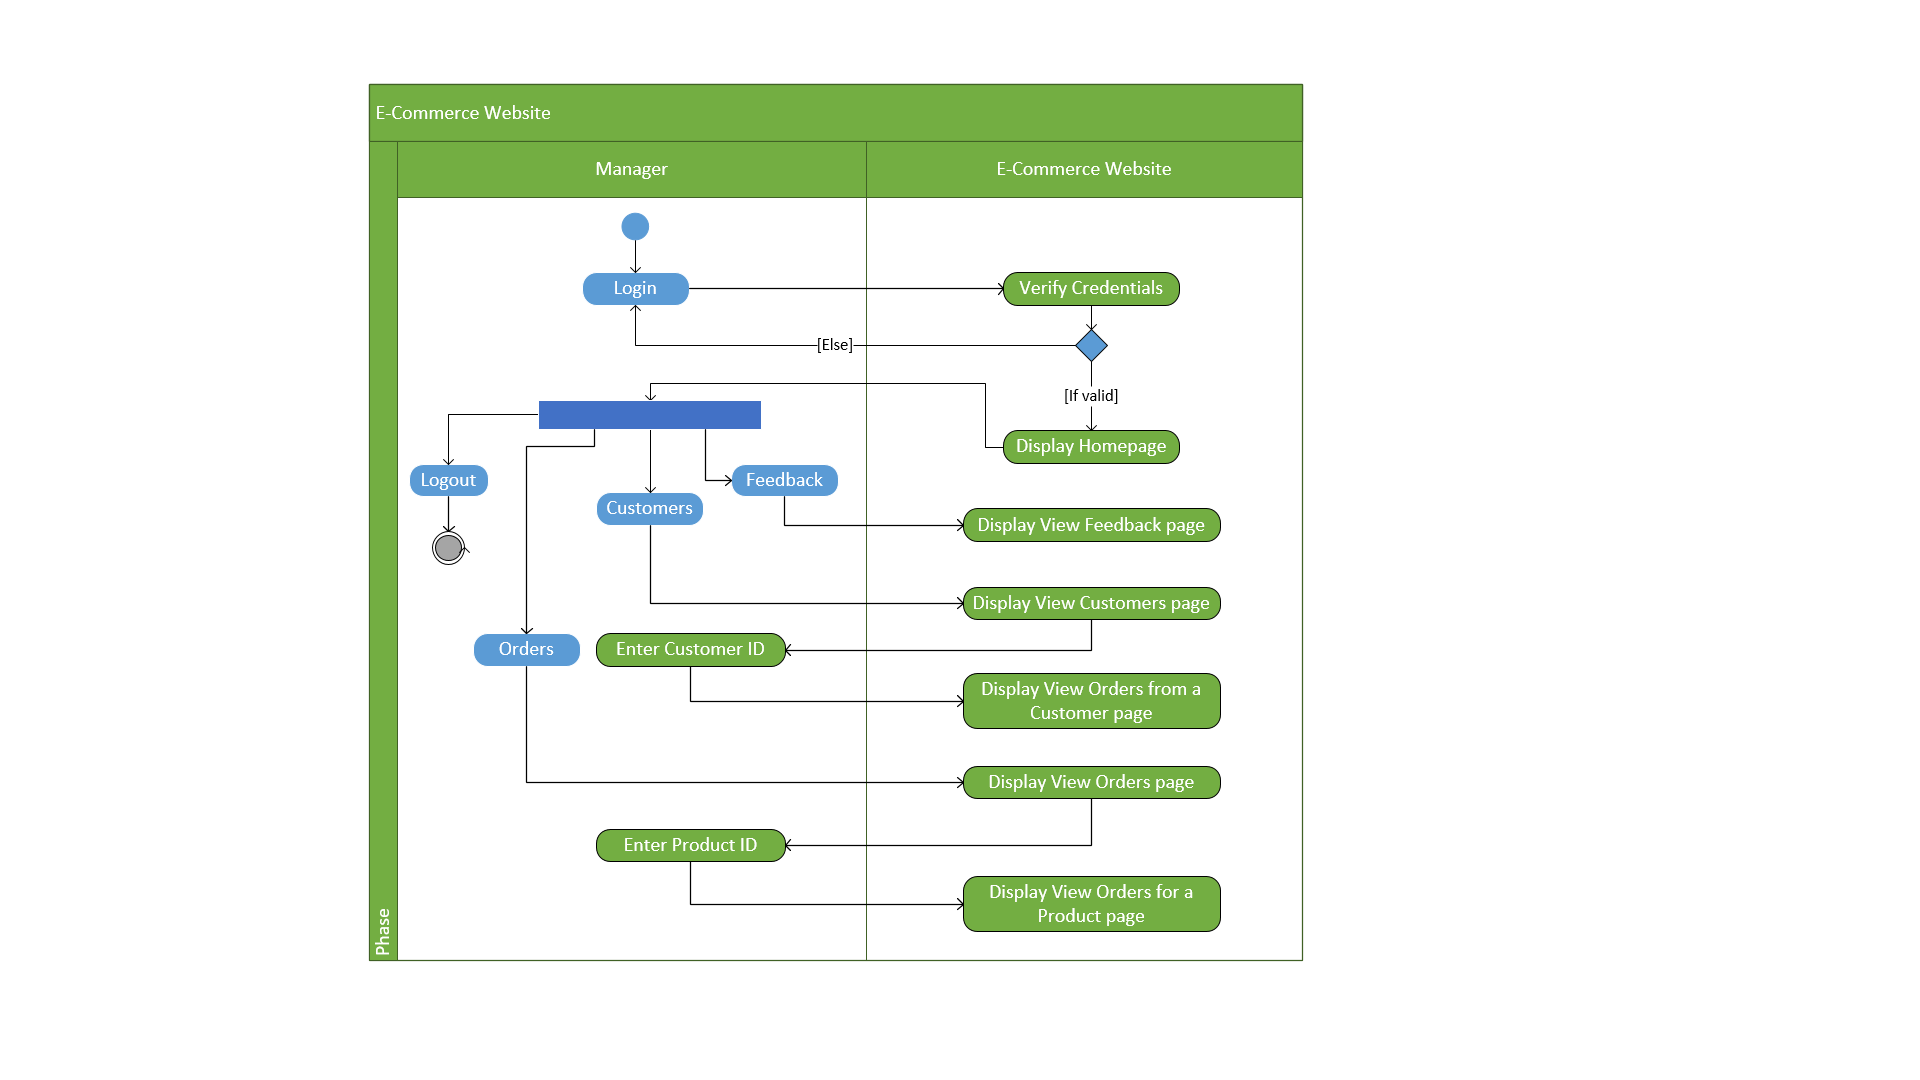 E-Commerce Website
Manager
E-Commerce Website
Login
Verify Credentials
[Else]
[If valid]
Display Homepage
Logout
Feedback
Customers
Display View Feedback page
Display View Customers page
Orders
Enter Customer ID
Display View Orders from a
Customer page
Display View Orders page
Enter Product ID
Display View Orders for a
Product page
Phase